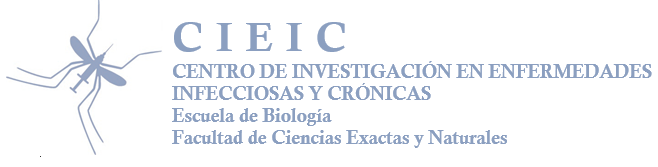 C I E I C
CENTRO DE INVESTIGACIÓN EN ENFERMEDADES
INFECCIOSAS Y CRÓNICAS
Escuela de Biología
Facultad de Ciencias Exactas y Naturales